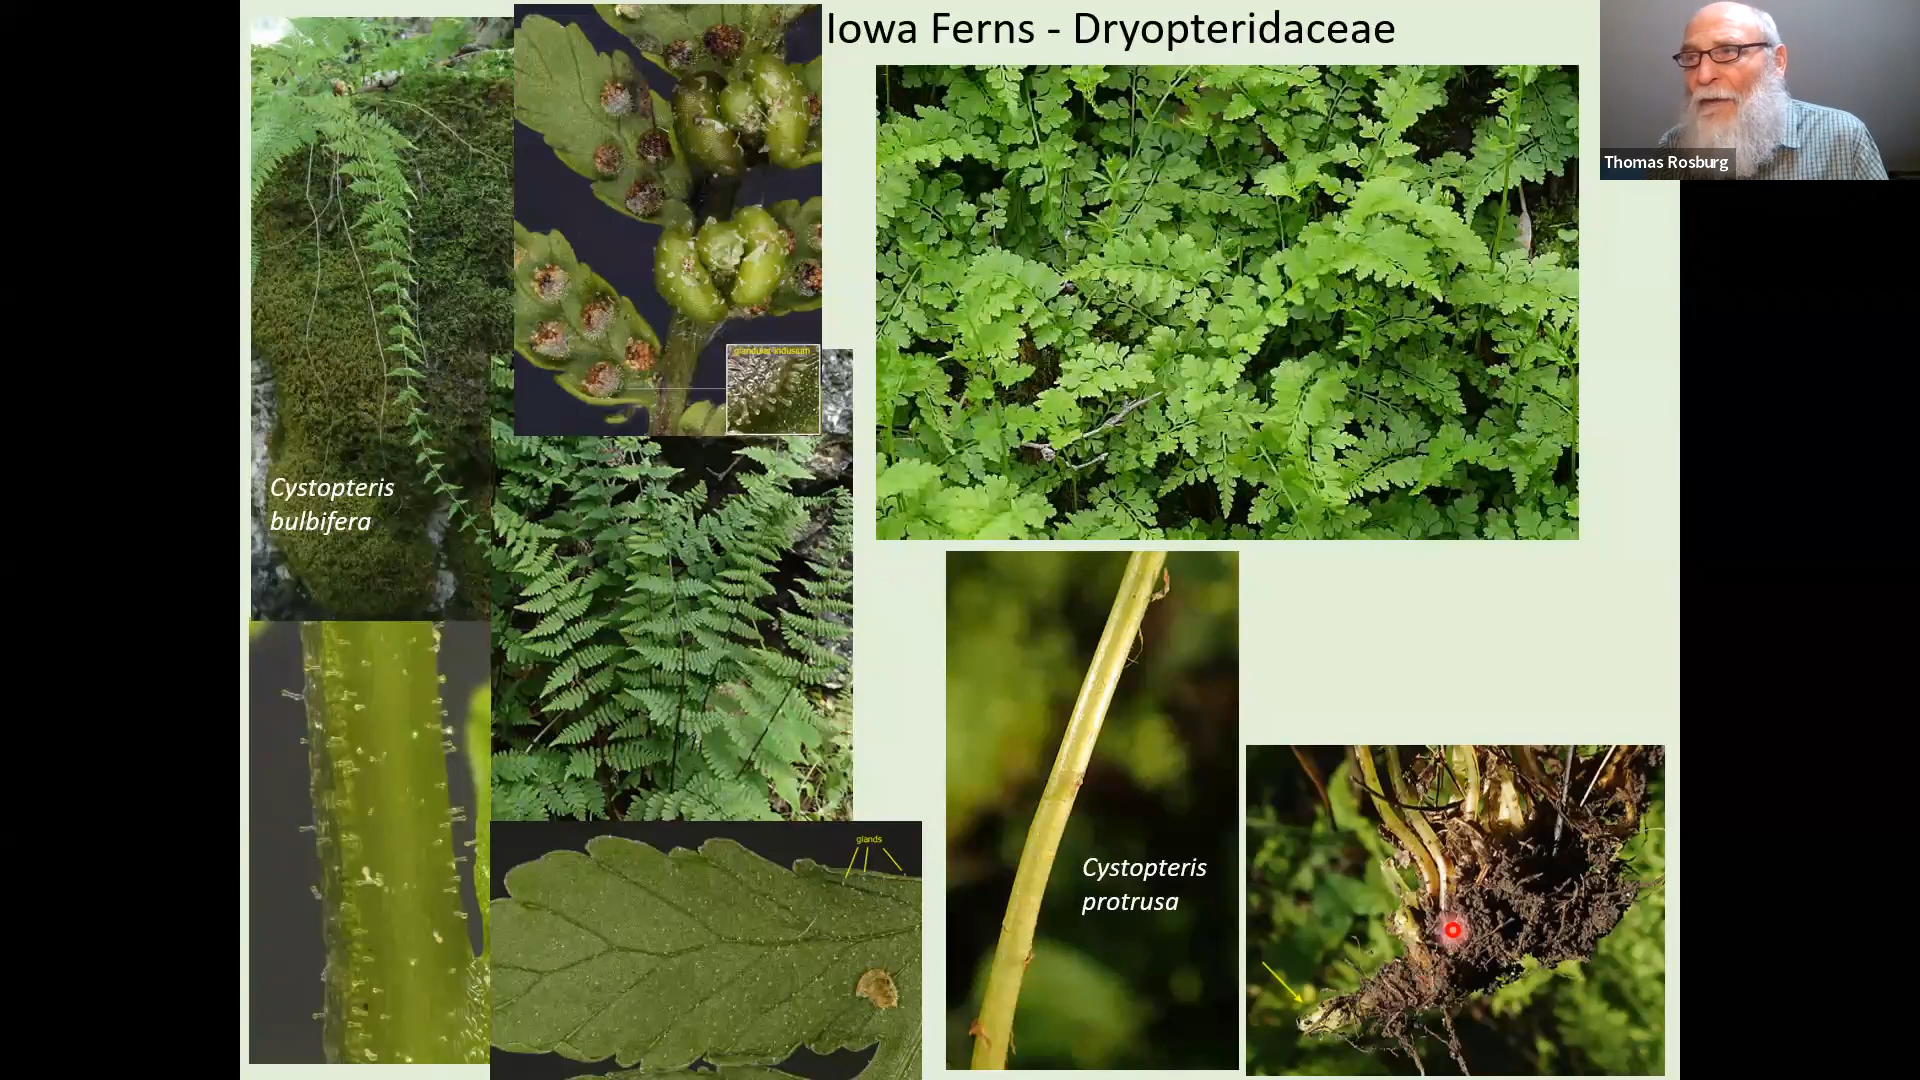 Iowa Ferns - Dryopteridaceae
Thomas Rosburg
glandular indusium
Cystopteris
bulbifera
glands
Cystopteris
protrusa